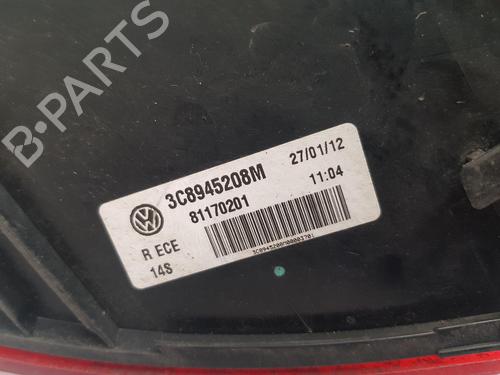 B-PARTS
3C8945208M
27/01/12
81170201
11:04
R ECE
14S